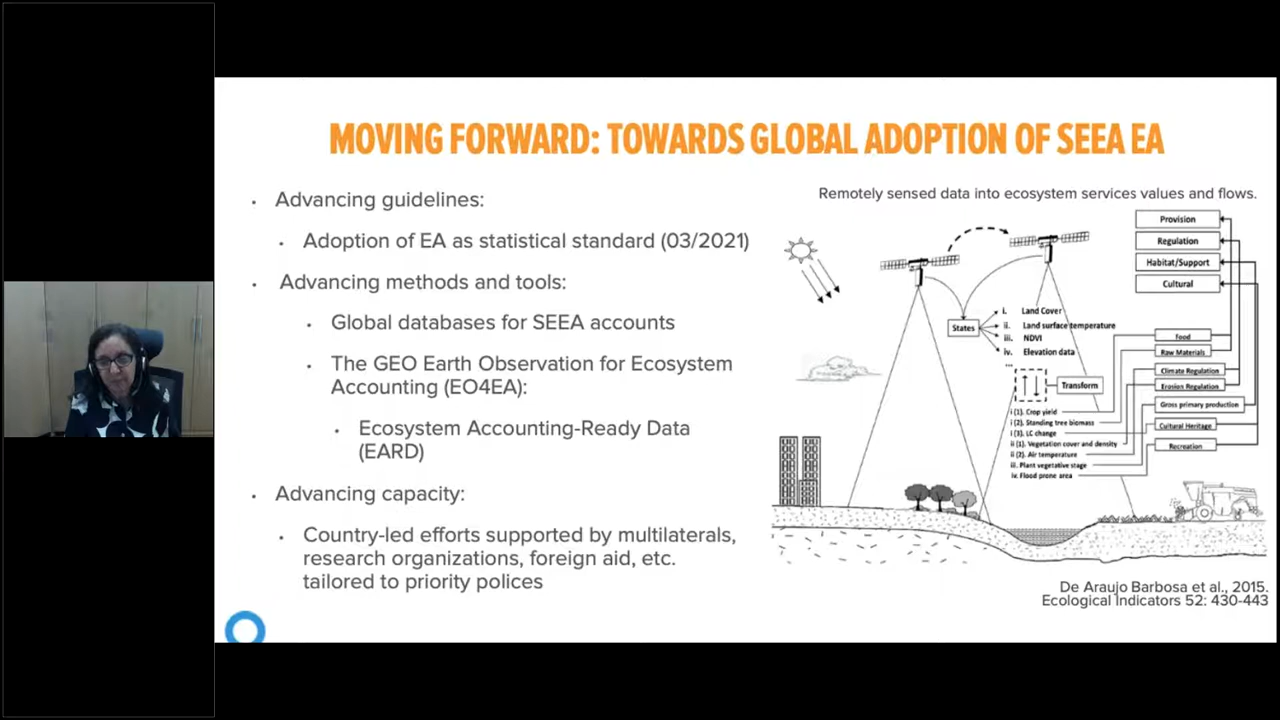 MOVING FORWARD: TOWARDS GLOBAL ADOPTION OF SEEA EA
Advancing guidelines:
Adoption of EA as statistical standard (03/2021)
Advancing methods and tools:
Global databases for SEEA accounts
The GEO Earth Observation for Ecosystem
Accounting (EO4EA):
Ecosystem Accounting-Ready Data
(EARD)
Advancing capacity:
Country-led efforts supported by multilaterals,
research organizations, foreign aid, etc.
tailored to priority polices
Remotely sensed data into ecosystem services values and flows.
Provision
Regulation
Habitat/Support
Cultural
States
i. Land Cover
ii. Land surface temperature
iii. NDVI
iv. Elevation data
...
Transform
i (1). Crop yield
i (2). Standing tree biomass
i (3). LC change
ii (1). Vegetation cover and density
ii (2). Air temperature
iii. Plant vegetative stage
iv. Flood prone area
Food
Raw Materials
Climate Regulation
Erosion Regulation
Gross primary production
Cultural Heritage
Recreation
De Araujo Barbosa et al., 2015.
Ecological Indicators 52: 430-443